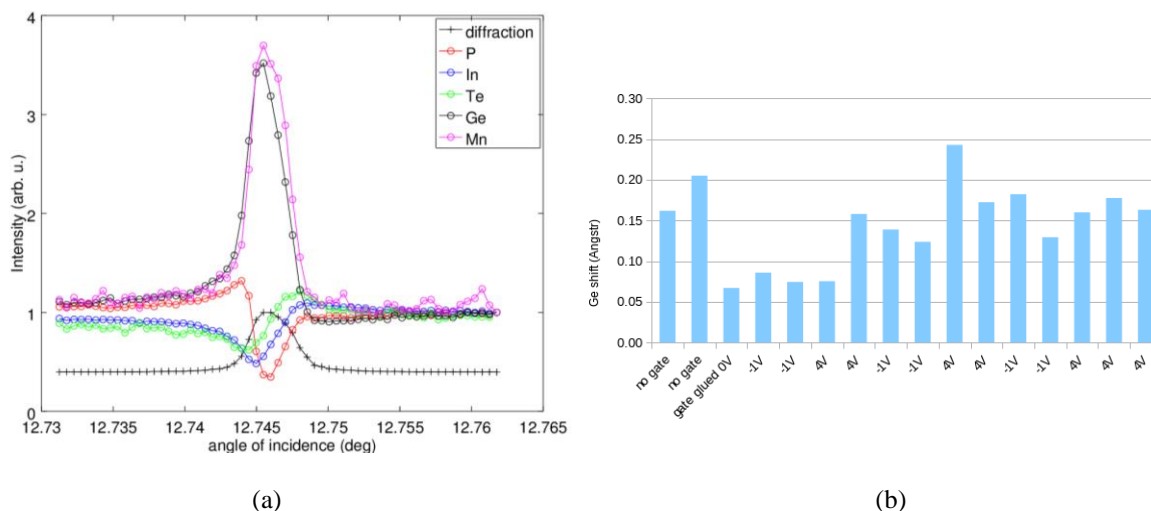 4
3
2
1
0
Intensity (arb. u.)
diffraction
P
In
Te
Ge
Mn
12.73 12.735 12.74 12.745 12.75 12.755 12.76 12.765
angle of incidence (deg)
(a)
0.30
0.25
0.20
0.15
0.10
0.05
0.00
Ge shift (Angstr)
no gate
no gate
gate glued 0V
-1V
-1V
4V
4V
-1V
-1V
4V
4V
-1V
-1V
4V
4V
4V
(b)